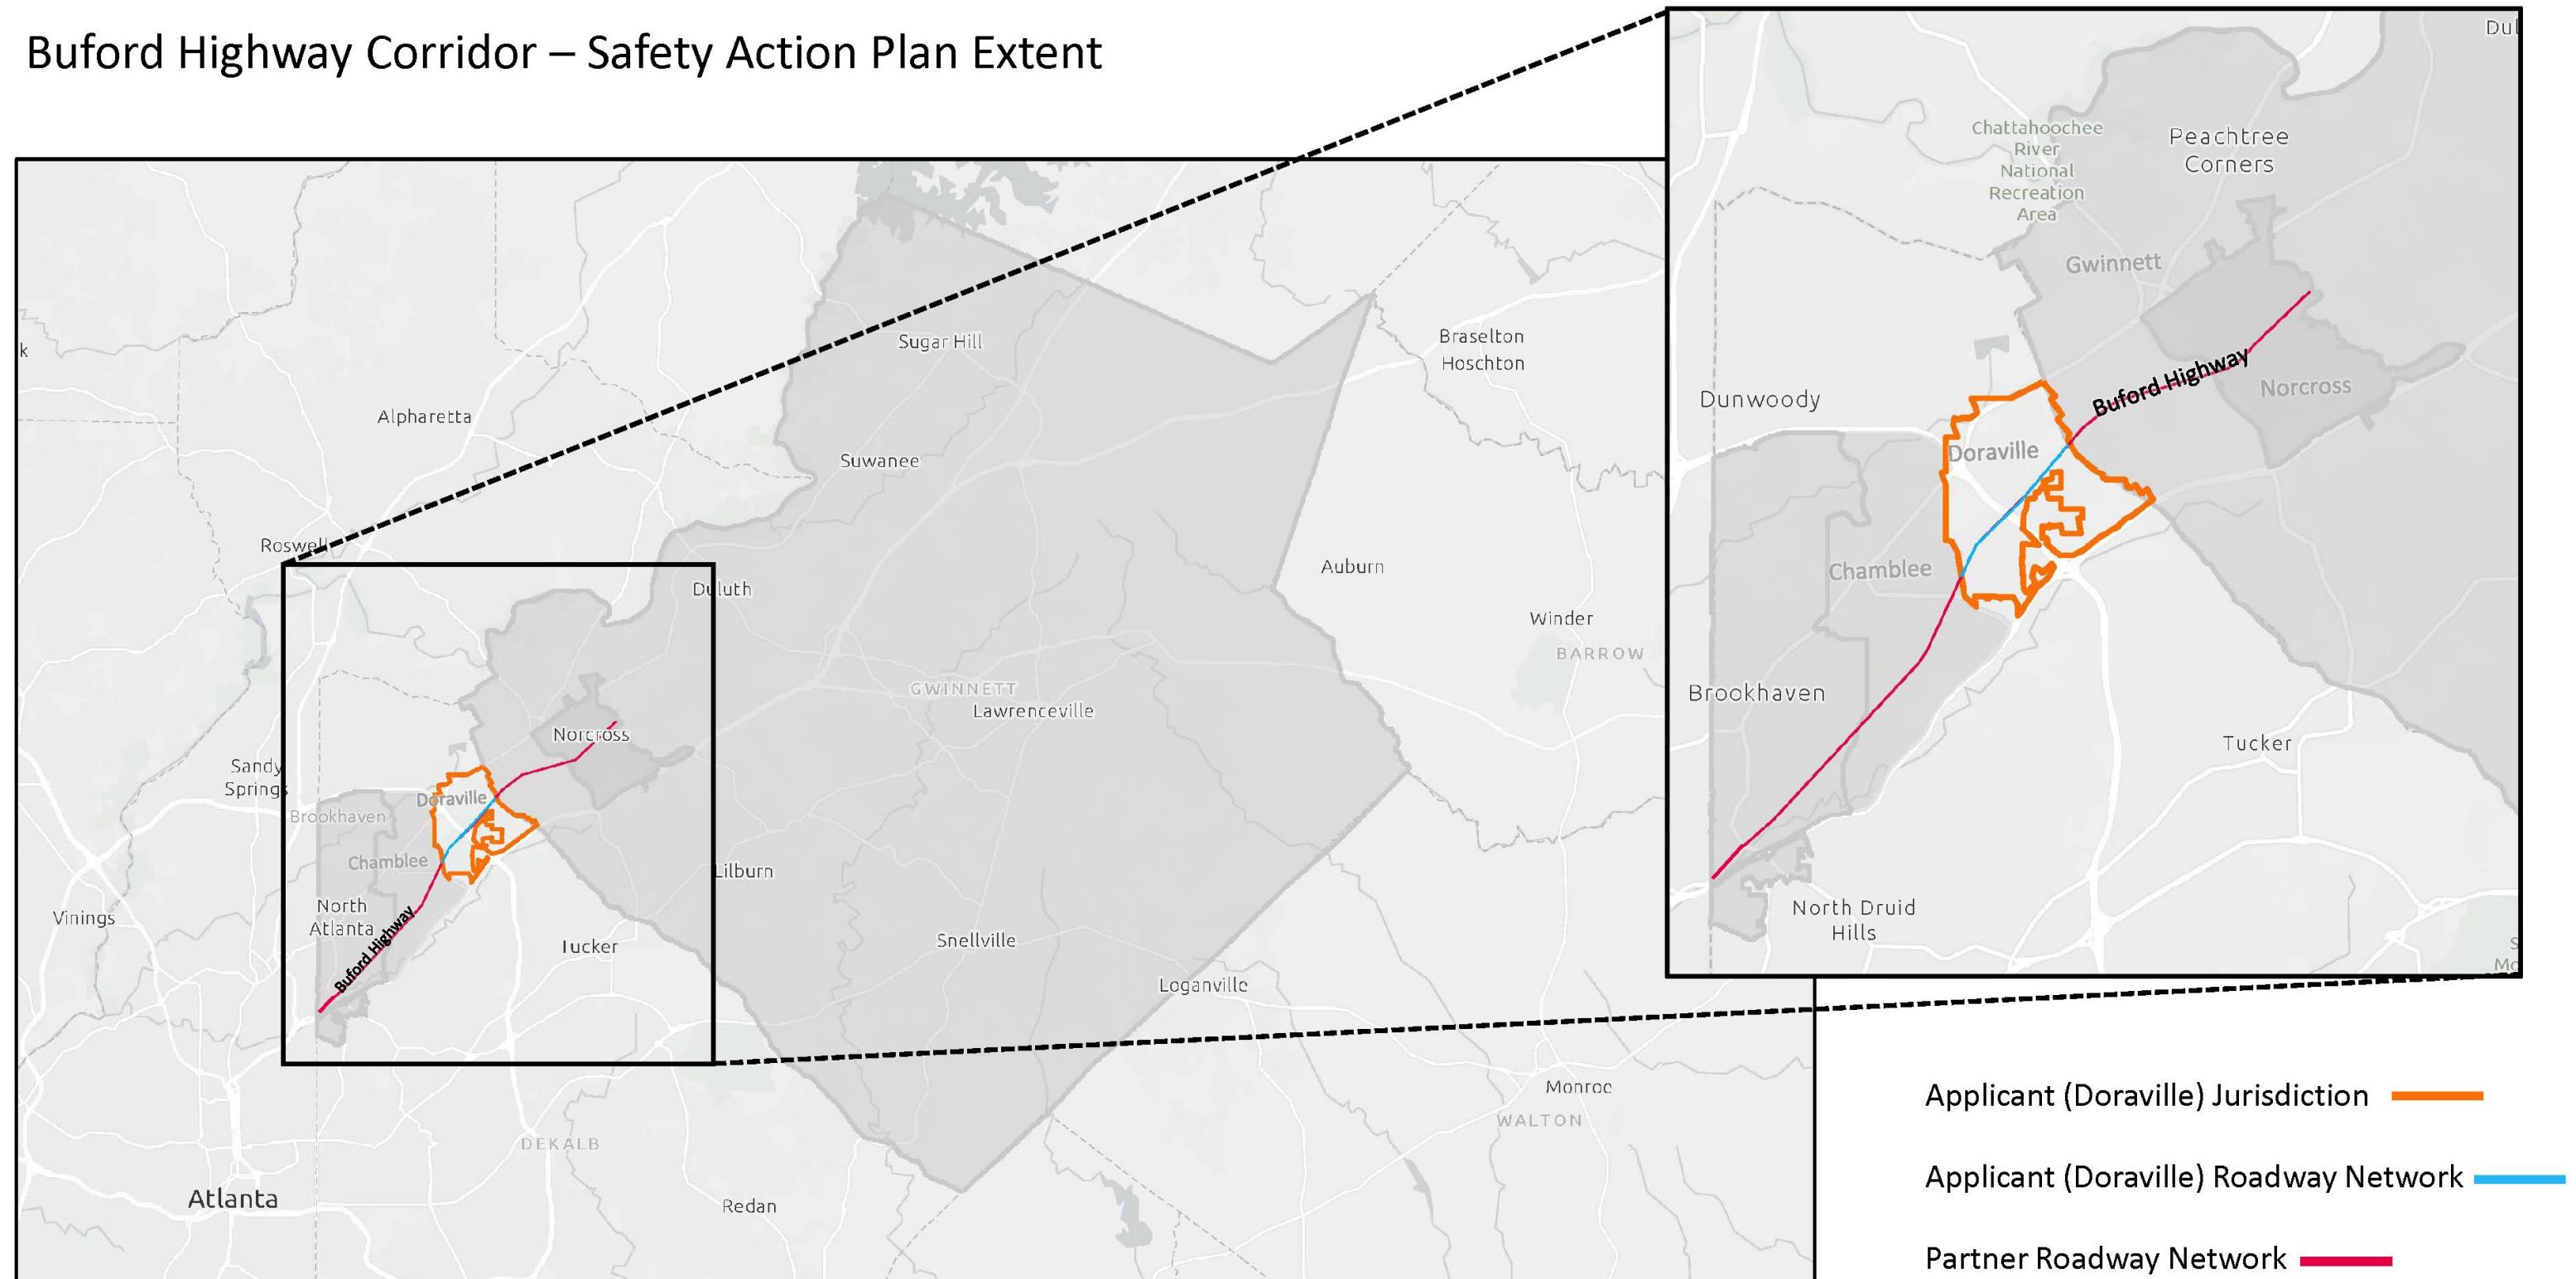 Buford Highway Corridor – Safety Action Plan Extent
k
Sugar Hill
Braselton
Hoschton
Alpharetta
Suwanee
Roswell
Duluth
Auburn
Winder
BARROW
GWINNETT
Lawrenceville
Norcross
Sandy
Springs
Doraville
Brookhaven
Chamblee
Lilburn
North
Atlanta
Vinings
Buford Highway
Tucker
Snellville
Loganville
Monroe
WALTON
DEKALB
Atlanta
Redan
Dul
Chattahoochee
River
National
Recreation
Area
Peachtree
Corners
Gwinnett
Buford Highway
Norcross
Dunwoody
Doraville
Chamblee
Brookhaven
Tucker
North Druid
Hills
S
Mo
Applicant (Doraville) Jurisdiction
Applicant (Doraville) Roadway Network
Partner Roadway Network